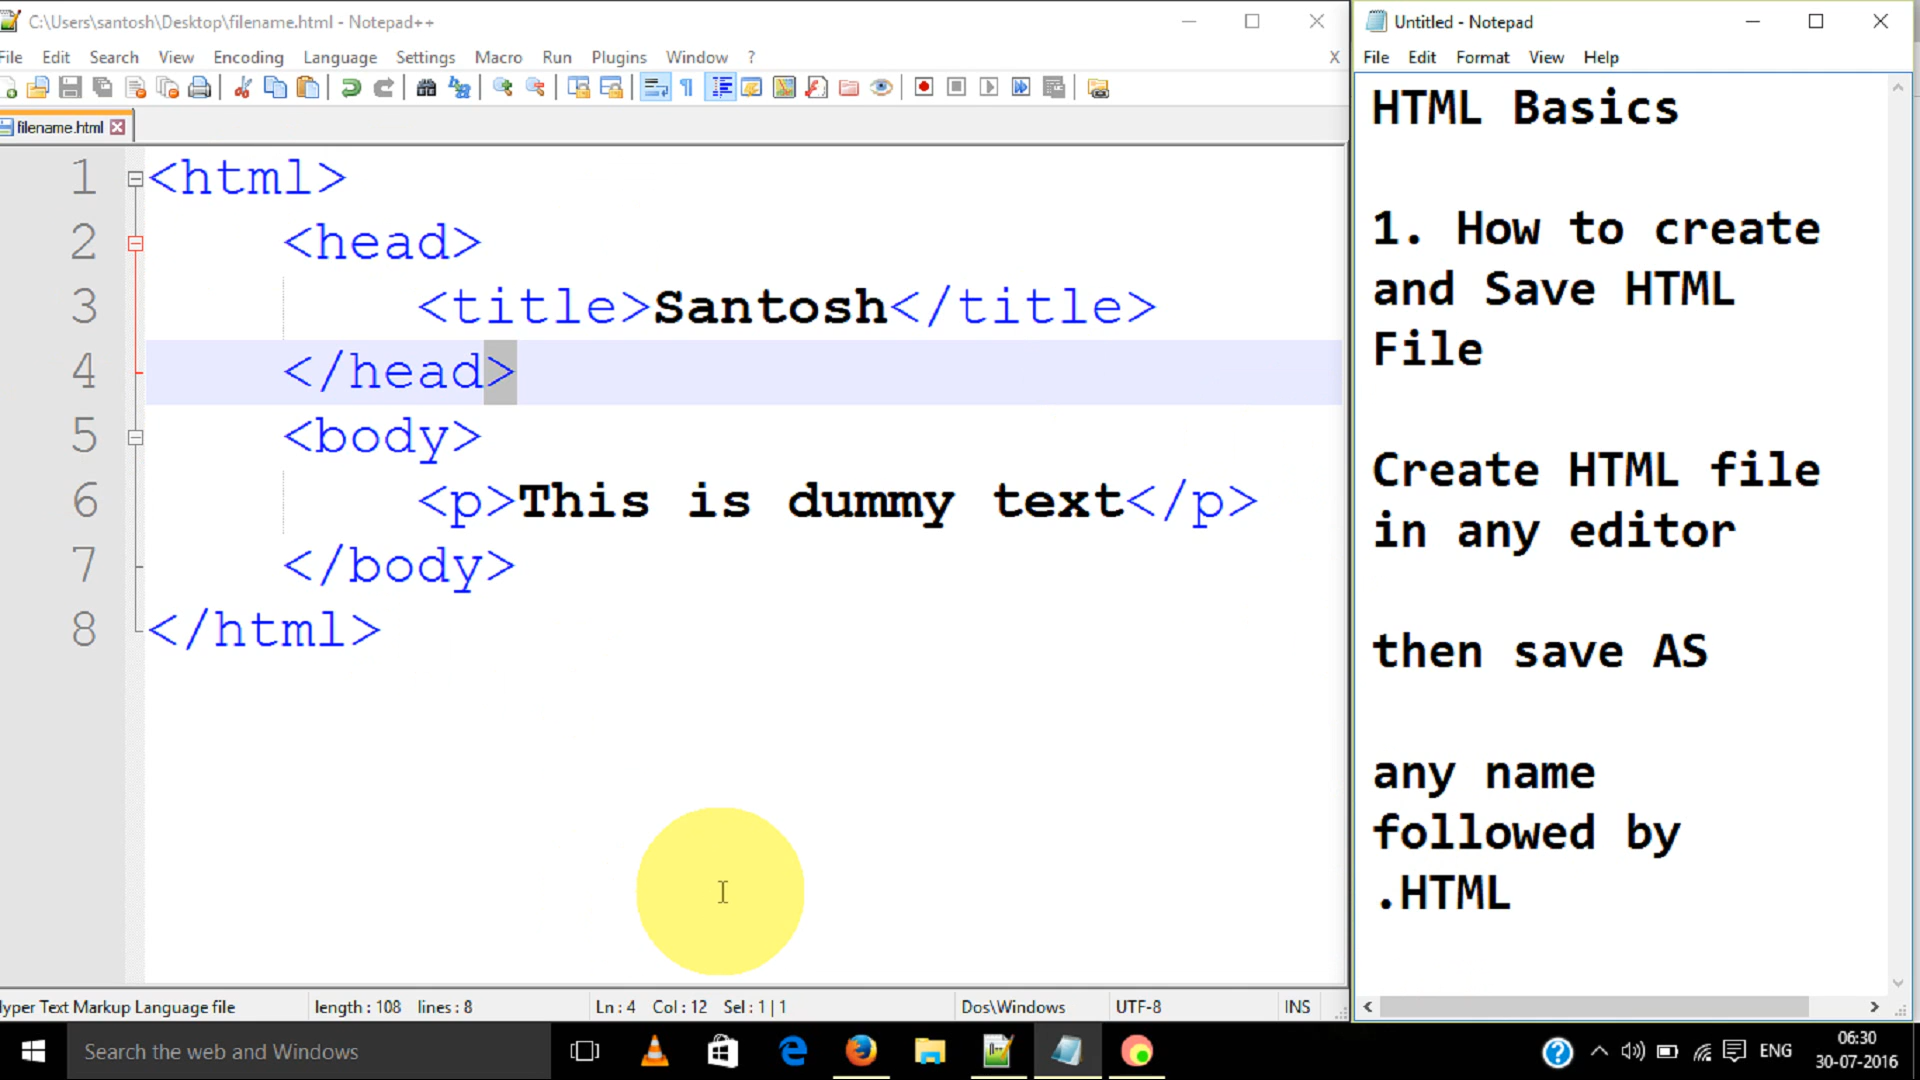 C:\Users\santosh\Desktop\filename.html - Notepad++
File Edit Search View Encoding Language Settings Macro Run Plugins Window ?
X
filename.html
1 <html>
2 <head>
3 <title>Santosh</title>
4 </head>
5 <body>
6 <p>This is dummy text</p>
7 </body>
8 </html>
yper Text Markup Language file length : 108 lines : 8 Ln : 4 Col : 12 Sel : 1 | 1 Dos\Windows UTF-8 INS
Untitled - Notepad
File Edit Format View Help
HTML Basics
1. How to create
and Save HTML
File
Create HTML file
in any editor
then save AS
any name
followed by
.HTML
Search the web and Windows
ENG
06:30
30-07-2016